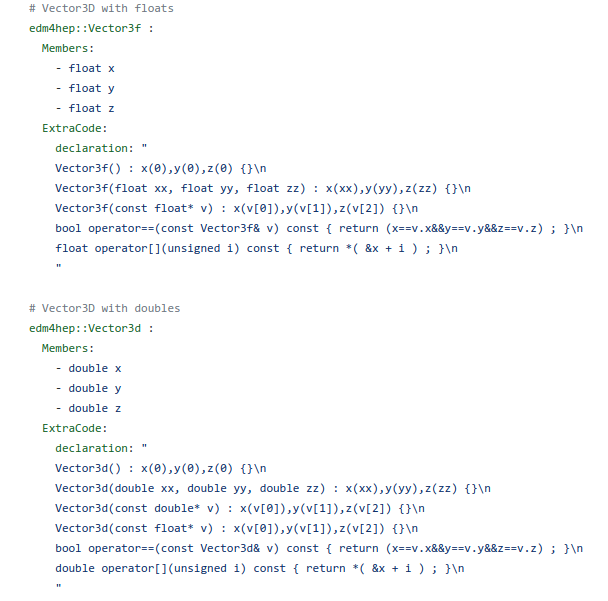 # Vector3D with floats
edm4hep::Vector3f :
  Members:
    - float x
    - float y
    - float z
  ExtraCode:
    declaration: "
    Vector3f() : x(0),y(0),z(0) {}\n
    Vector3f(float xx, float yy, float zz) : x(xx),y(yy),z(zz) {}\n
    Vector3f(const float* v) : x(v[0]),y(v[1]),z(v[2]) {}\n
    bool operator==(const Vector3f& v) const { return (x==v.x&&y==v.y&&z==v.z) ; }\n
    float operator[](unsigned i) const { return *( &x + i ) ; }\n
    "

# Vector3D with doubles
edm4hep::Vector3d :
  Members:
    - double x
    - double y
    - double z
  ExtraCode:
    declaration: "
    Vector3d() : x(0),y(0),z(0) {}\n
    Vector3d(double xx, double yy, double zz) : x(xx),y(yy),z(zz) {}\n
    Vector3d(const double* v) : x(v[0]),y(v[1]),z(v[2]) {}\n
    Vector3d(const float* v) : x(v[0]),y(v[1]),z(v[2]) {}\n
    bool operator==(const Vector3d& v) const { return (x==v.x&&y==v.y&&z==v.z) ; }\n
    double operator[](unsigned i) const { return *( &x + i ) ; }\n
    "